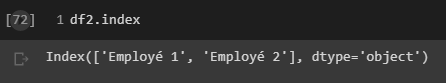 [72] 1 df2.index
Index(['Employé 1', 'Employé 2'], dtype='object')